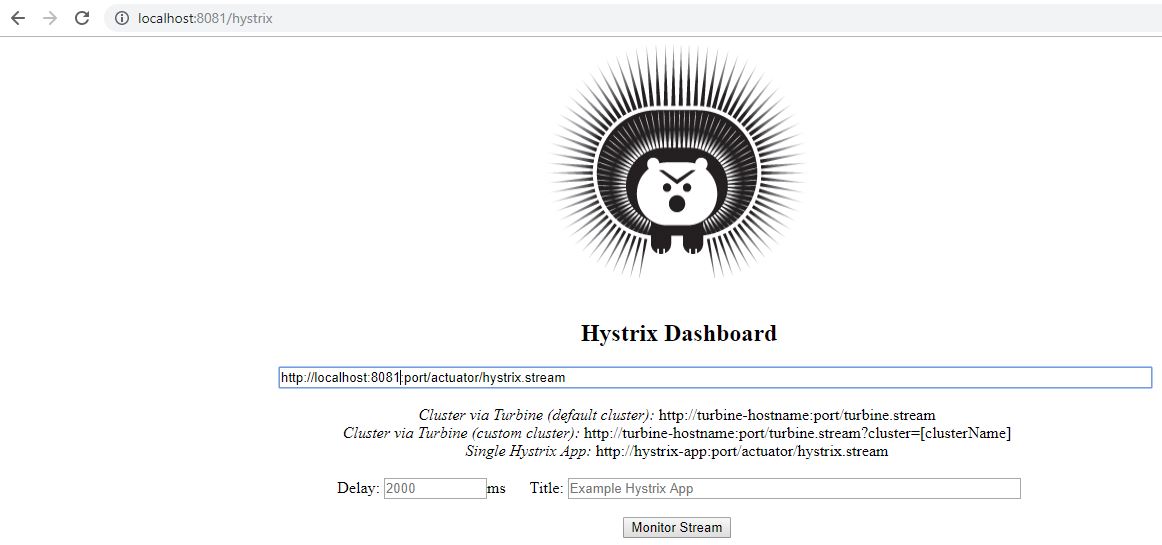 localhost:8081/hystrix
Hystrix Dashboard
http://localhost:8081:port/actuator/hystrix.stream
Cluster via Turbine (default cluster): http://turbine-hostname:port/turbine.stream
Cluster via Turbine (custom cluster): http://turbine-hostname:port/turbine.stream?cluster=[clusterName]
Single Hystrix App: http://hystrix-app:port/actuator/hystrix.stream
Delay: 2000 ms Title: Example Hystrix App
Monitor Stream